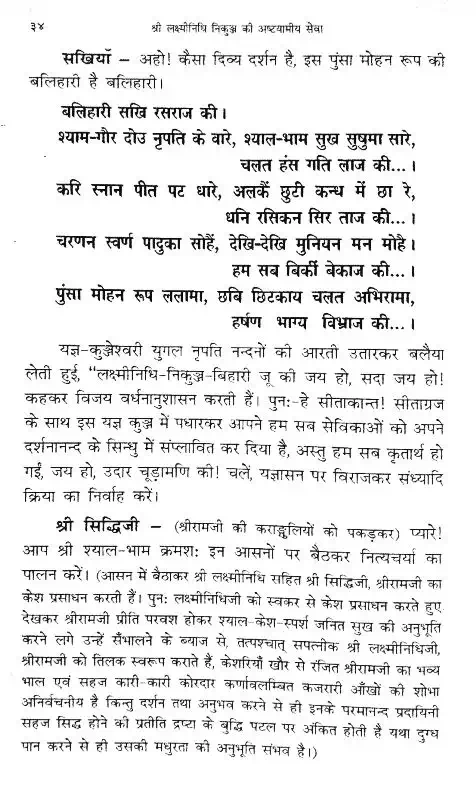 ३४ श्री लक्ष्मीनिधि निकुञ्ज की अष्टयामीय सेवा
सखियाँ – अहो! कैसा दिव्य दर्शन है, इस पुंसा मोहन रूप की
बलिहारी है बलिहारी।
बलिहारी सखि रसराज की।
श्याम-गौर दोउ नृपति के वारे, श्याल-भाम सुख सुषुमा सारे,
चलत हंस गति लाज की...।
करि स्नान पीत पट धारे, अलकैं छुटी कन्ध में छा रे,
धनि रसिकन सिर ताज की...।
चरणन स्वर्ण पादुका सोहैं, देखि-देखि मुनियन मन मोहै।
हम सब बिकीं बेकाज की...।
पुंसा मोहन रूप ललामा, छबि छिटकाय चलत अभिरामा,
हर्षण भाग्य विभ्राज की...।
यज्ञ-कुञ्जेश्वरी युगल नृपति नन्दनों की आरती उतारकर बलैया
लेती हुई, “लक्ष्मीनिधि-निकुञ्ज-बिहारी जू की जय हो, सदा जय हो!
कहकर विजय वर्धनानुशासन करती हैं। पुनः-हे सीताकान्त! सीताग्रज
के साथ इस यज्ञ कुञ्ज में पधारकर आपने हम सब सेविकाओं को अपने
दर्शनानन्द के सिन्धु में संप्लावित कर दिया है, अस्तु हम सब कृतार्थ हो
गईं, जय हो, उदार चूड़ामणि की! चलें, यज्ञासन पर विराजकर संध्यादि
क्रिया का निर्वाह करें।
श्री सिद्धिजी – (श्रीरामजी की कराङ्गुलियों को पकड़कर) प्यारे!
आप श्री श्याल-भाम क्रमशः इन आसनों पर बैठकर नित्यचर्या का
पालन करें। (आसन में बैठाकर श्री लक्ष्मीनिधि सहित श्री सिद्धिजी, श्रीरामजी का
केश प्रसाधन करती हैं। पुनः लक्ष्मीनिधिजी को स्वकर से केश प्रसाधन करते हुए
देखकर श्रीरामजी प्रीति परवश होकर श्याल-केश-स्पर्श जनित सुख की अनुभूति
करने लगे उन्हें सँभालने के ब्याज से, तत्पश्चात् सपत्नीक श्री लक्ष्मीनिधिजी,
श्रीरामजी को तिलक स्वरूप कराते हैं, केशरियाँ खौर से रंजित श्रीरामजी का भव्य
भाल एवं सहज कारी-कारी कोरदार कर्णावलम्बित कजरारी आँखों की शोभा
अनिर्वचनीय है किन्तु दर्शन तथा अनुभव करने से ही इनके परमानन्द प्रदायिनी
सहज सिद्ध होने की प्रतीति द्रष्टा के बुद्धि पटल पर अंकित होती है यथा दुग्ध
पान करने से ही उसकी मधुरता की अनुभूति संभव है।)